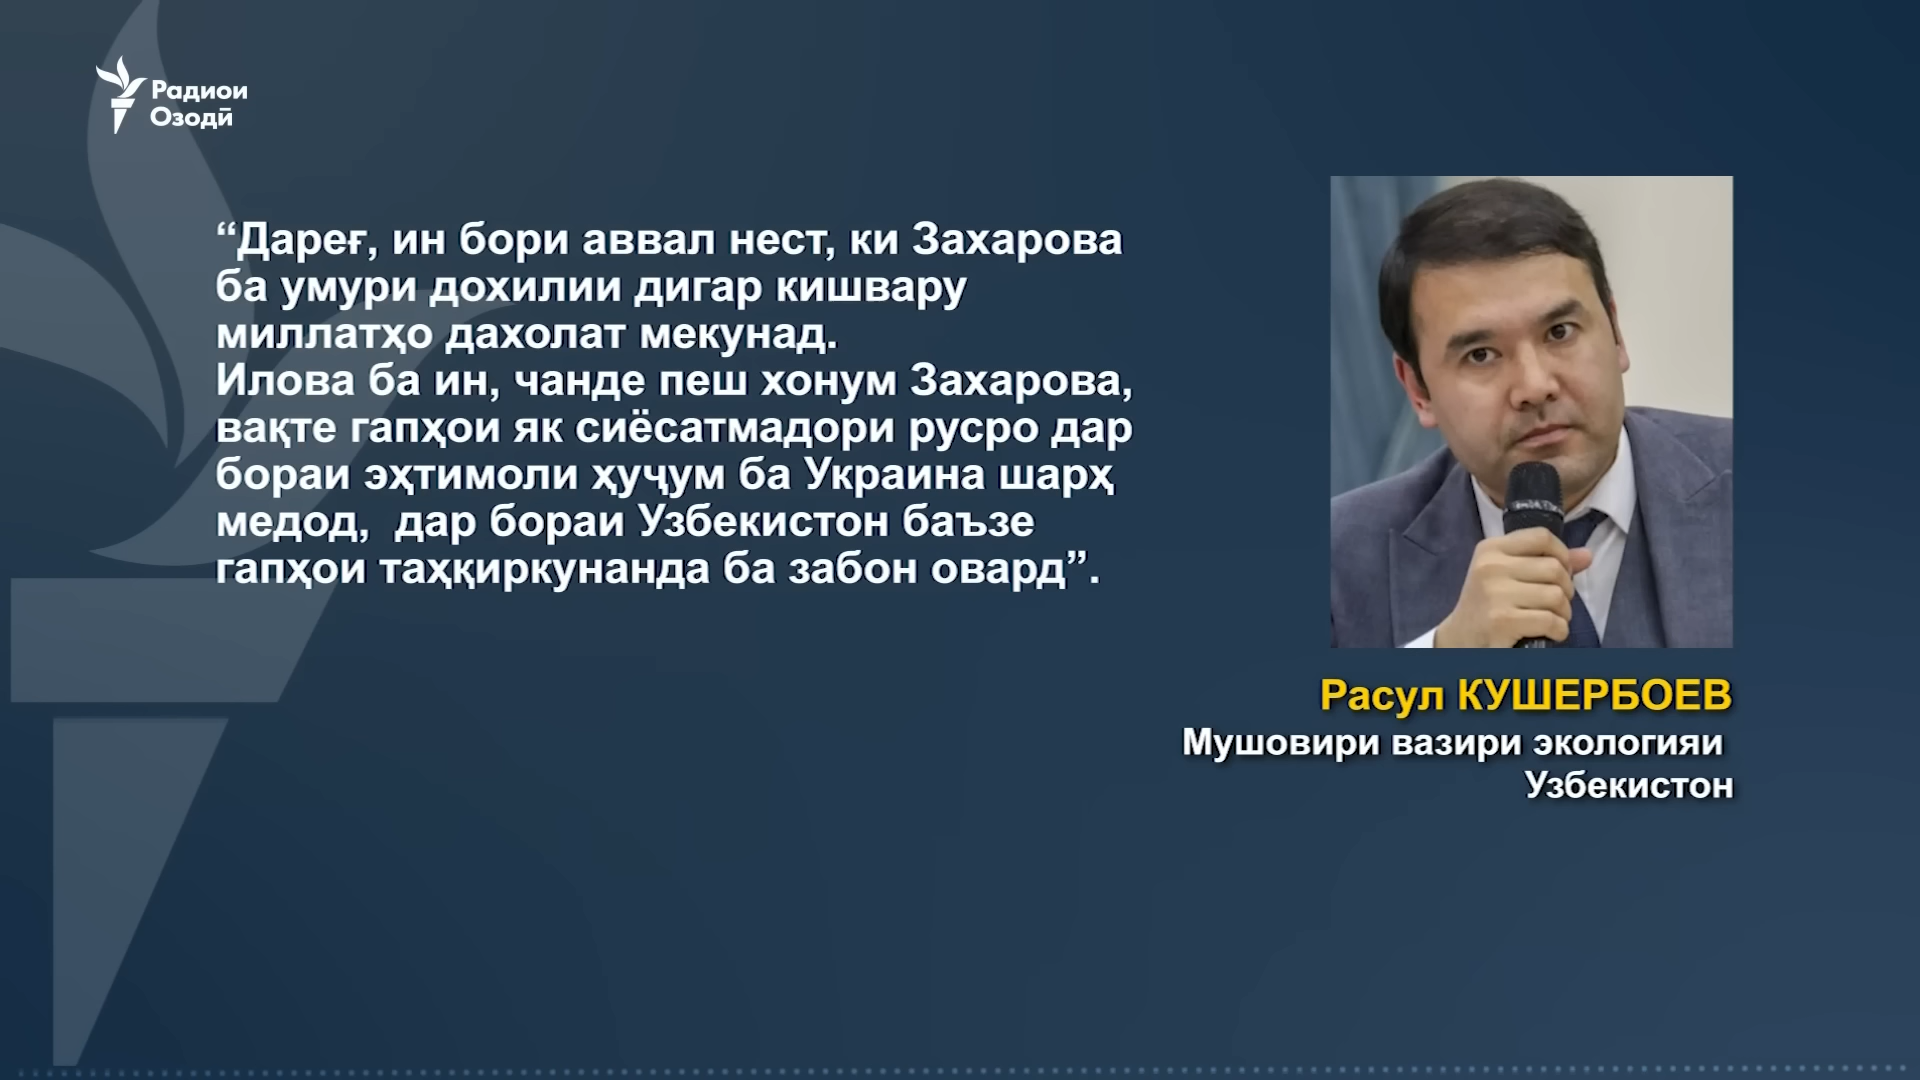 Радиои
Озодӣ
“Дареғ, ин бори аввал нест, ки Захарова
ба умури дохилии дигар кишвару
миллатҳо дахолат мекунад.
Илова ба ин, чанде пеш хонум Захарова,
вақте гапҳои як сиёсатмадори русро дар
бораи эҳтимоли ҳуҷум ба Украина шарҳ
медод,  дар бораи Узбекистон баъзе
гапҳои таҳқиркунанда ба забон овард”.
Расул КУШЕРБОЕВ
Мушовири вазири экологияи
Узбекистон